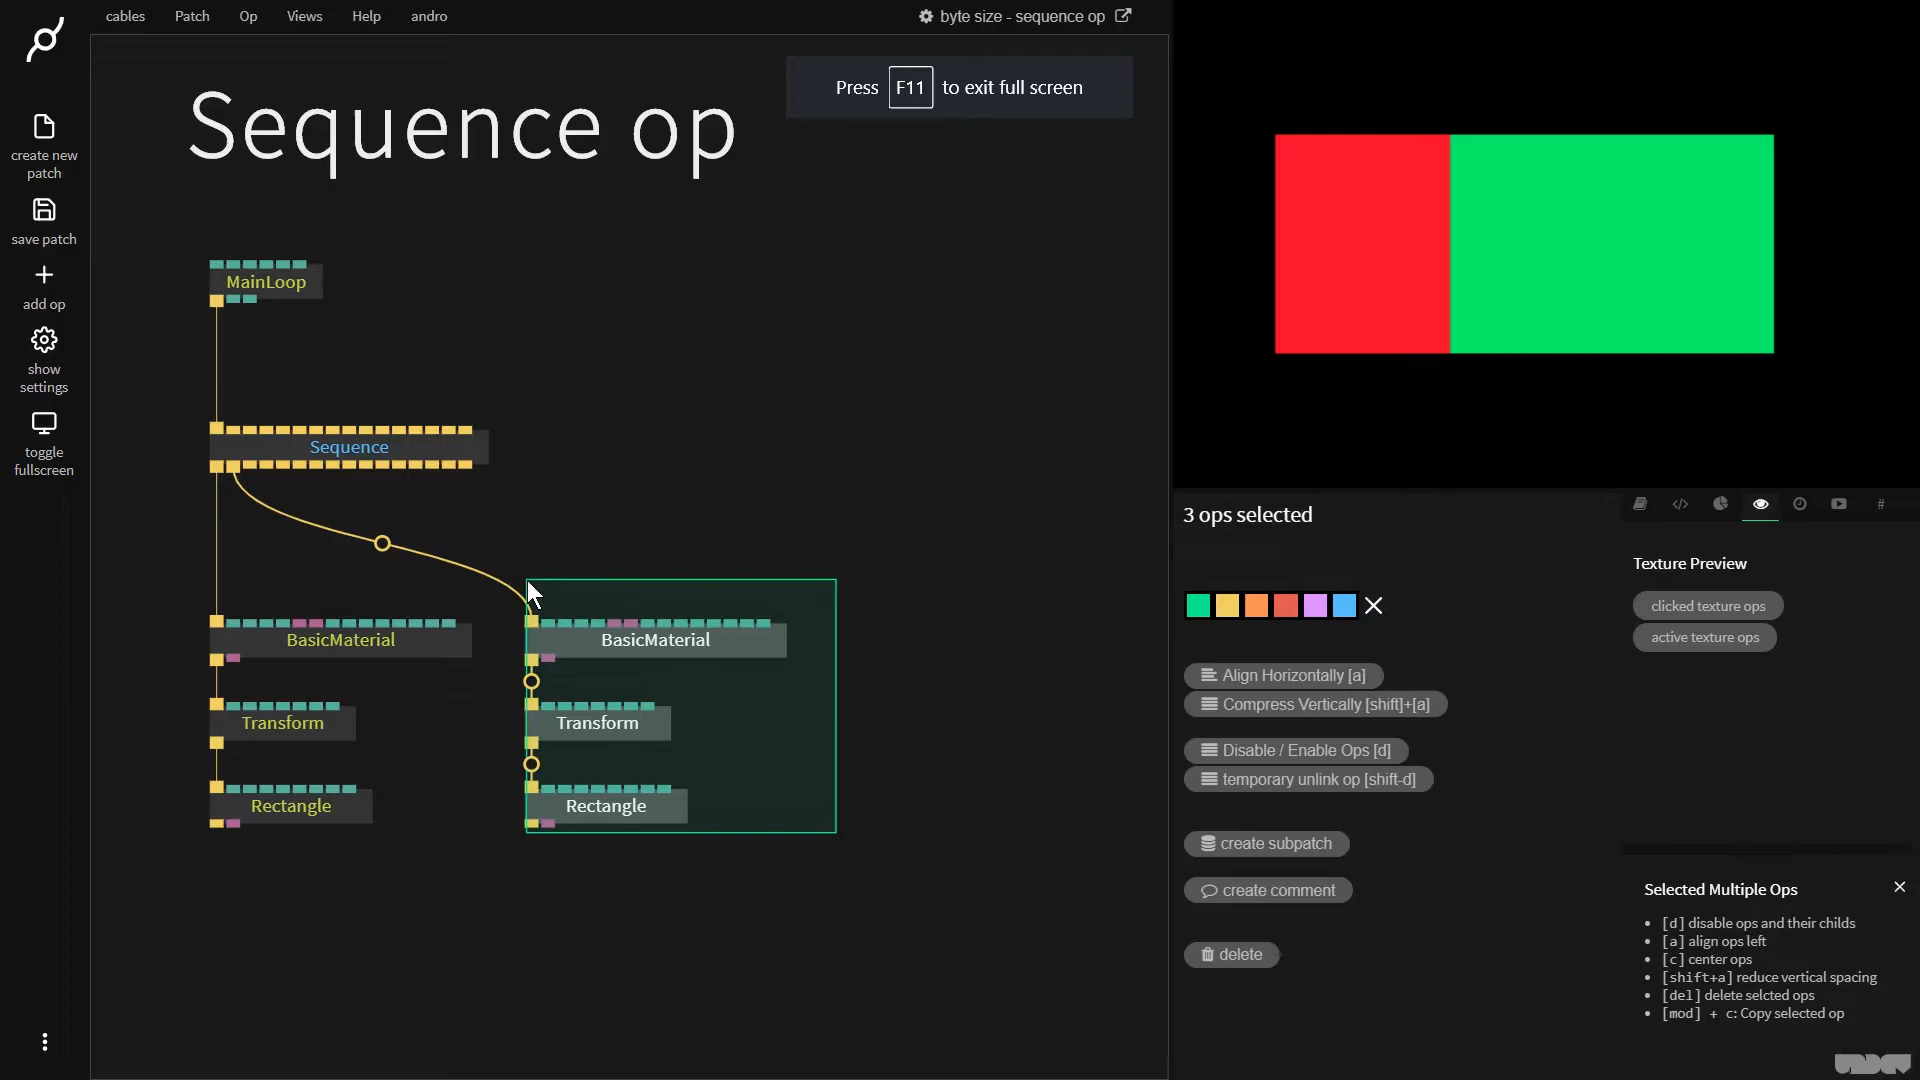 cables
Patch
Op
Views
Help
andro
byte size - sequence op
Press F11 to exit full screen
Sequence op
create new
patch
save patch
add op
show
settings
toggle
fullscreen
MainLoop
Sequence
BasicMaterial
BasicMaterial
Transform
Transform
Rectangle
Rectangle
3 ops selected
Align Horizontally [a]
Compress Vertically [shift]+[a]
Disable / Enable Ops [d]
temporary unlink op [shift-d]
create subpatch
create comment
delete
#
Texture Preview
clicked texture ops
active texture ops
Selected Multiple Ops
[d] disable ops and their childs
[a] align ops left
[c] center ops
[shift+a] reduce vertical spacing
[del] delete selcted ops
[mod] + c: Copy selected op